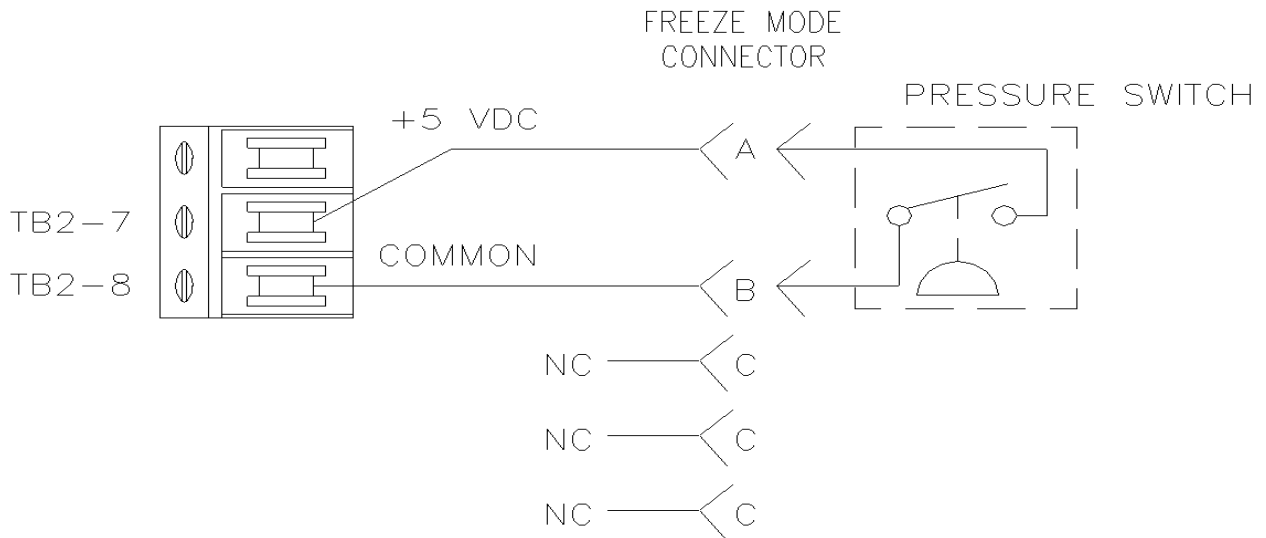 FREEZE MODE
CONNECTOR
PRESSURE SWITCH
+5 VDC
A
TB2-7
COMMON
TB2-8
B
NC C
NC C
NC C